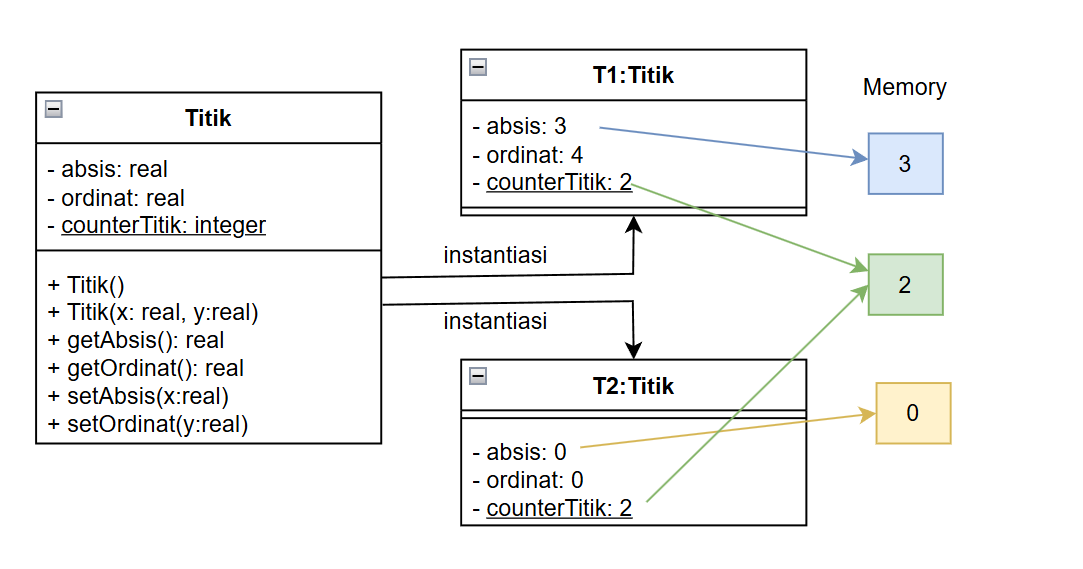 Titik
- absis: real
- ordinat: real
- counterTitik: integer
+ Titik()
+ Titik(x: real, y:real)
+ getAbsis(): real
+ getOrdinat(): real
+ setAbsis(x:real)
+ setOrdinat(y:real)
instantiasi
instantiasi
T1:Titik
- absis: 3
- ordinat: 4
- counterTitik: 2
T2:Titik
- absis: 0
- ordinat: 0
- counterTitik: 2
Memory
3
2
0